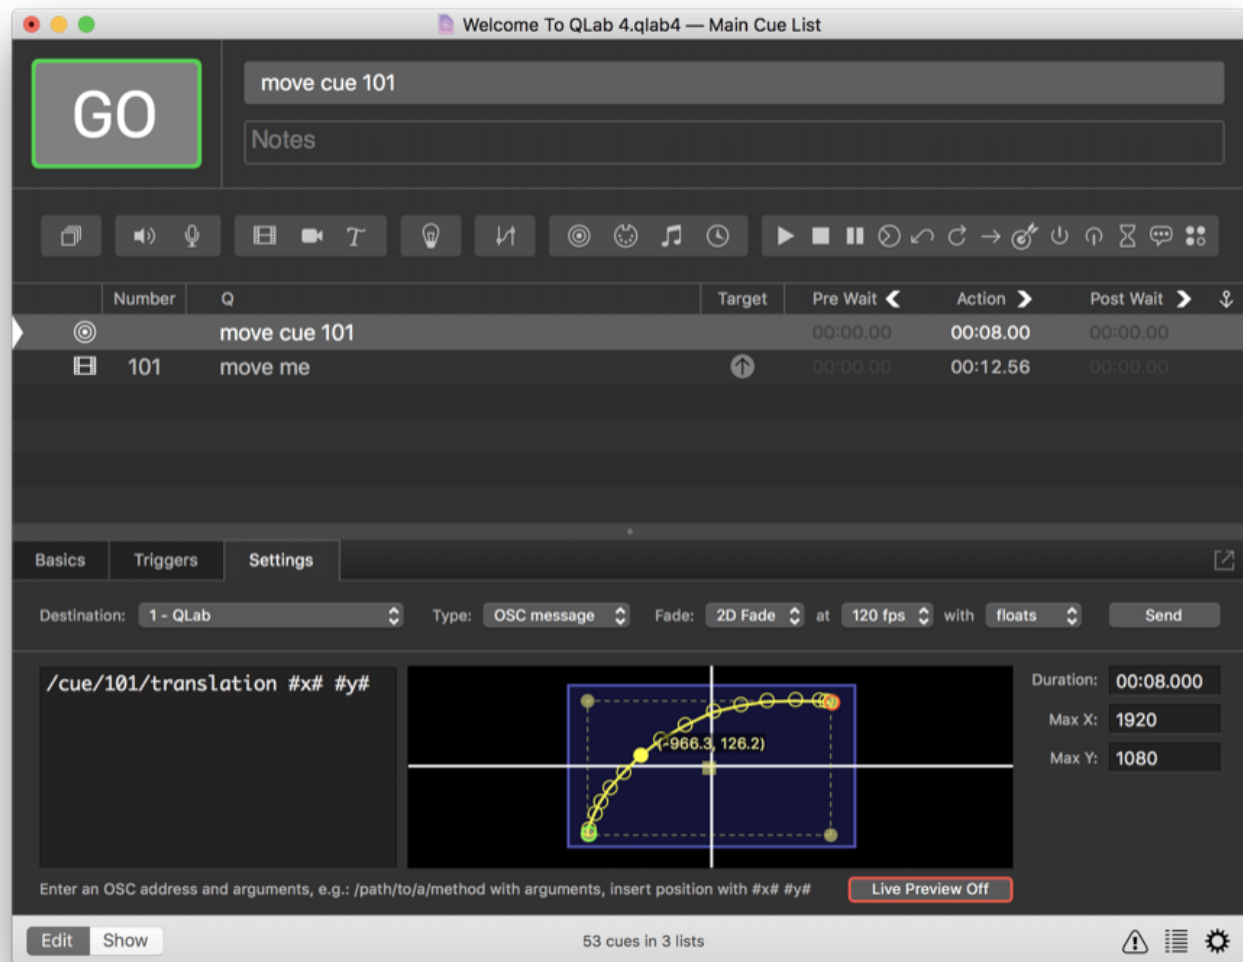 Welcome To QLab 4.qlab4 — Main Cue List
GO
move cue 101
Notes
Number Q Target Pre Wait Action Post Wait
move cue 101 00:00.00 00:08.00 00:00.00
101 move me 00:00.00 00:12.56 00:00.00
Basics Triggers Settings
Destination: 1 - QLab Type: OSC message Fade: 2D Fade at 120 fps with floats Send
/cue/101/translation #x# #y#
(-966.3, 126.2)
Duration: 00:08.000
Max X: 1920
Max Y: 1080
Enter an OSC address and arguments, e.g.: /path/to/a/method with arguments, insert position with #x# #y# Live Preview Off
Edit Show 53 cues in 3 lists